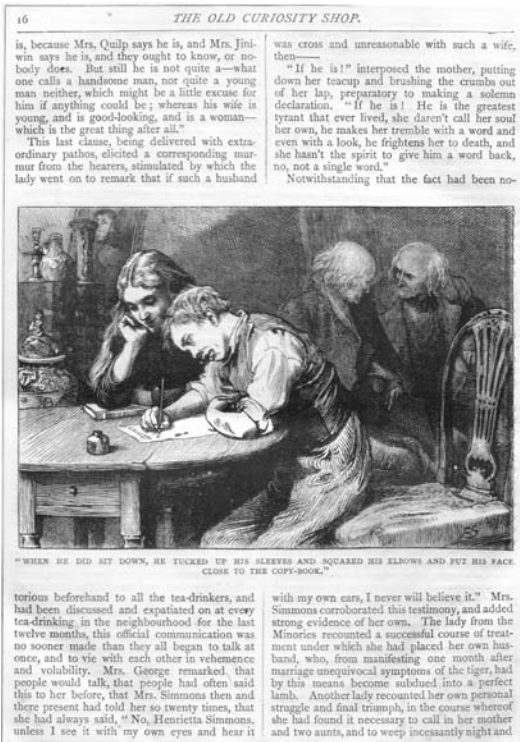 16
THE OLD CURIOSITY SHOP.
is, because Mrs. Quilp says he is, and Mrs. Jini-
win says he is, and they ought to know, or no-
body does. But still he is not quite a—what
one calls a handsome man, nor quite a young
man neither, which might be a little excuse for
him if anything could be; whereas his wife is
young, and is good-looking, and is a woman—
which is the great thing after all."
This last clause, being delivered with extra-
ordinary pathos, elicited a corresponding mur-
mur from the hearers, stimulated by which the
lady went on to remark that if such a husband
was cross and unreasonable with such a wife,
then——
"If he is!" interposed the mother, putting
down her teacup and brushing the crumbs out
of her lap, preparatory to making a solemn
declaration. "If he is! He is the greatest
tyrant that ever lived, she daren't call her soul
her own, he makes her tremble with a word and
even with a look, he frightens her to death, and
she hasn't the spirit to give him a word back,
no, not a single word."
Notwithstanding that the fact had been no-
"WHEN HE DID SIT DOWN, HE TUCKED UP HIS SLEEVES AND SQUARED HIS ELBOWS AND PUT HIS FACE
CLOSE TO THE COPY-BOOK."
torious beforehand to all the tea-drinkers, and
had been discussed and expatiated on at every
tea-drinking in the neighbourhood for the last
twelve months, this official communication was
no sooner made than they all began to talk at
once, and to vie with each other in vehemence
and volubility. Mrs. George remarked that
people would talk, that people had often said
this to her before, that Mrs. Simmons then and
there present had told her so twenty times, that
she had always said, "No, Henrietta Simmons,
unless I see it with my own eyes and hear it
with my own ears, I never will believe it." Mrs.
Simmons corroborated this testimony, and added
strong evidence of her own. The lady from the
Minories recounted a successful course of treat-
ment under which she had placed her own hus-
band, who, from manifesting one month after
marriage unequivocal symptoms of the tiger, had
by this means become subdued into a perfect
lamb. Another lady recounted her own personal
struggle and final triumph, in the course whereof
she had found it necessary to call in her mother
and two aunts, and to weep incessantly night and